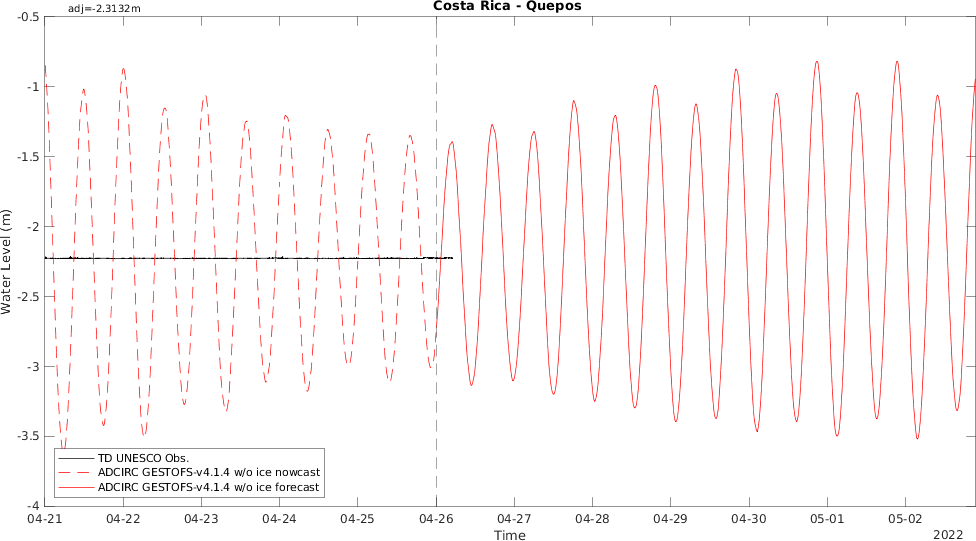 Costa Rica - Quepos
adj=-2.3132m
-0.5
-1
-1.5
-2
-2.5
-3
-3.5
-4
Water Level (m)
TD UNESCO Obs.
ADCIRC GESTOFS-v4.1.4 w/o ice nowcast
ADCIRC GESTOFS-v4.1.4 w/o ice forecast
04-21 04-22 04-23 04-24 04-25 04-26 04-27 04-28 04-29 04-30 05-01 05-02
Time
2022